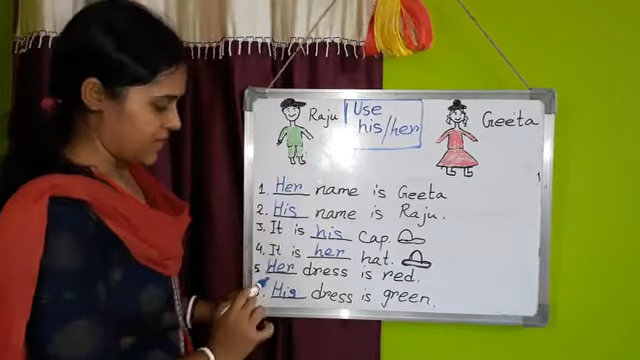 Raju
Use
his/her
Geeta
1. Her name is Geeta
2. His name is Raju.
3. It is his cap.
4. It is her hat.
5. Her dress is red.
. His dress is green.